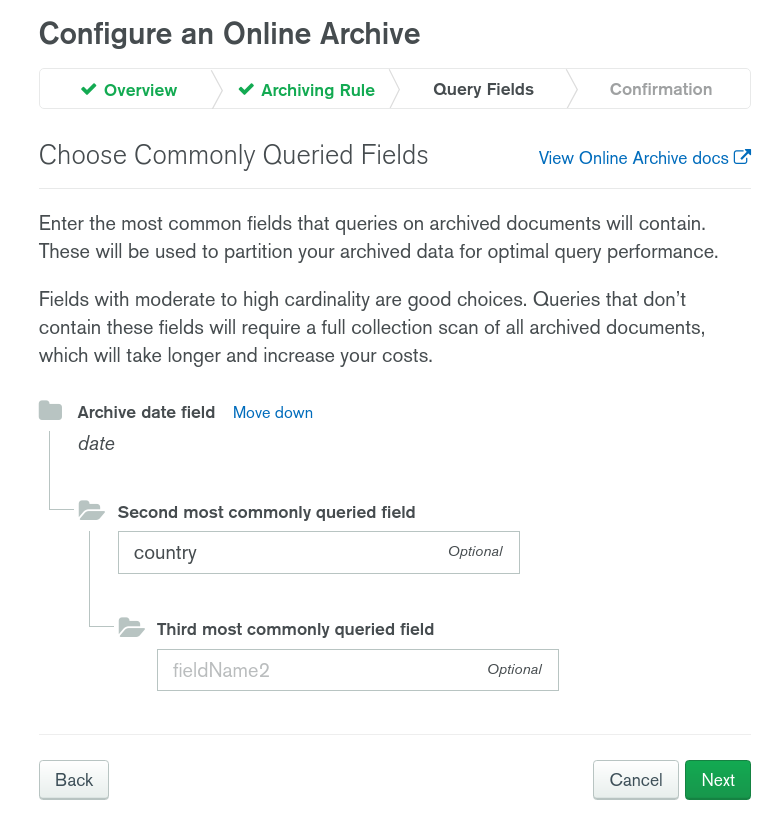 Configure an Online Archive
Overview
Archiving Rule
Query Fields
Confirmation
Choose Commonly Queried Fields
View Online Archive docs
Enter the most common fields that queries on archived documents will contain.
These will be used to partition your archived data for optimal query performance.
Fields with moderate to high cardinality are good choices. Queries that don’t
contain these fields will require a full collection scan of all archived documents,
which will take longer and increase your costs.
Archive date field Move down
date
Second most commonly queried field
country Optional
Third most commonly queried field
fieldName2 Optional
Back
Cancel
Next